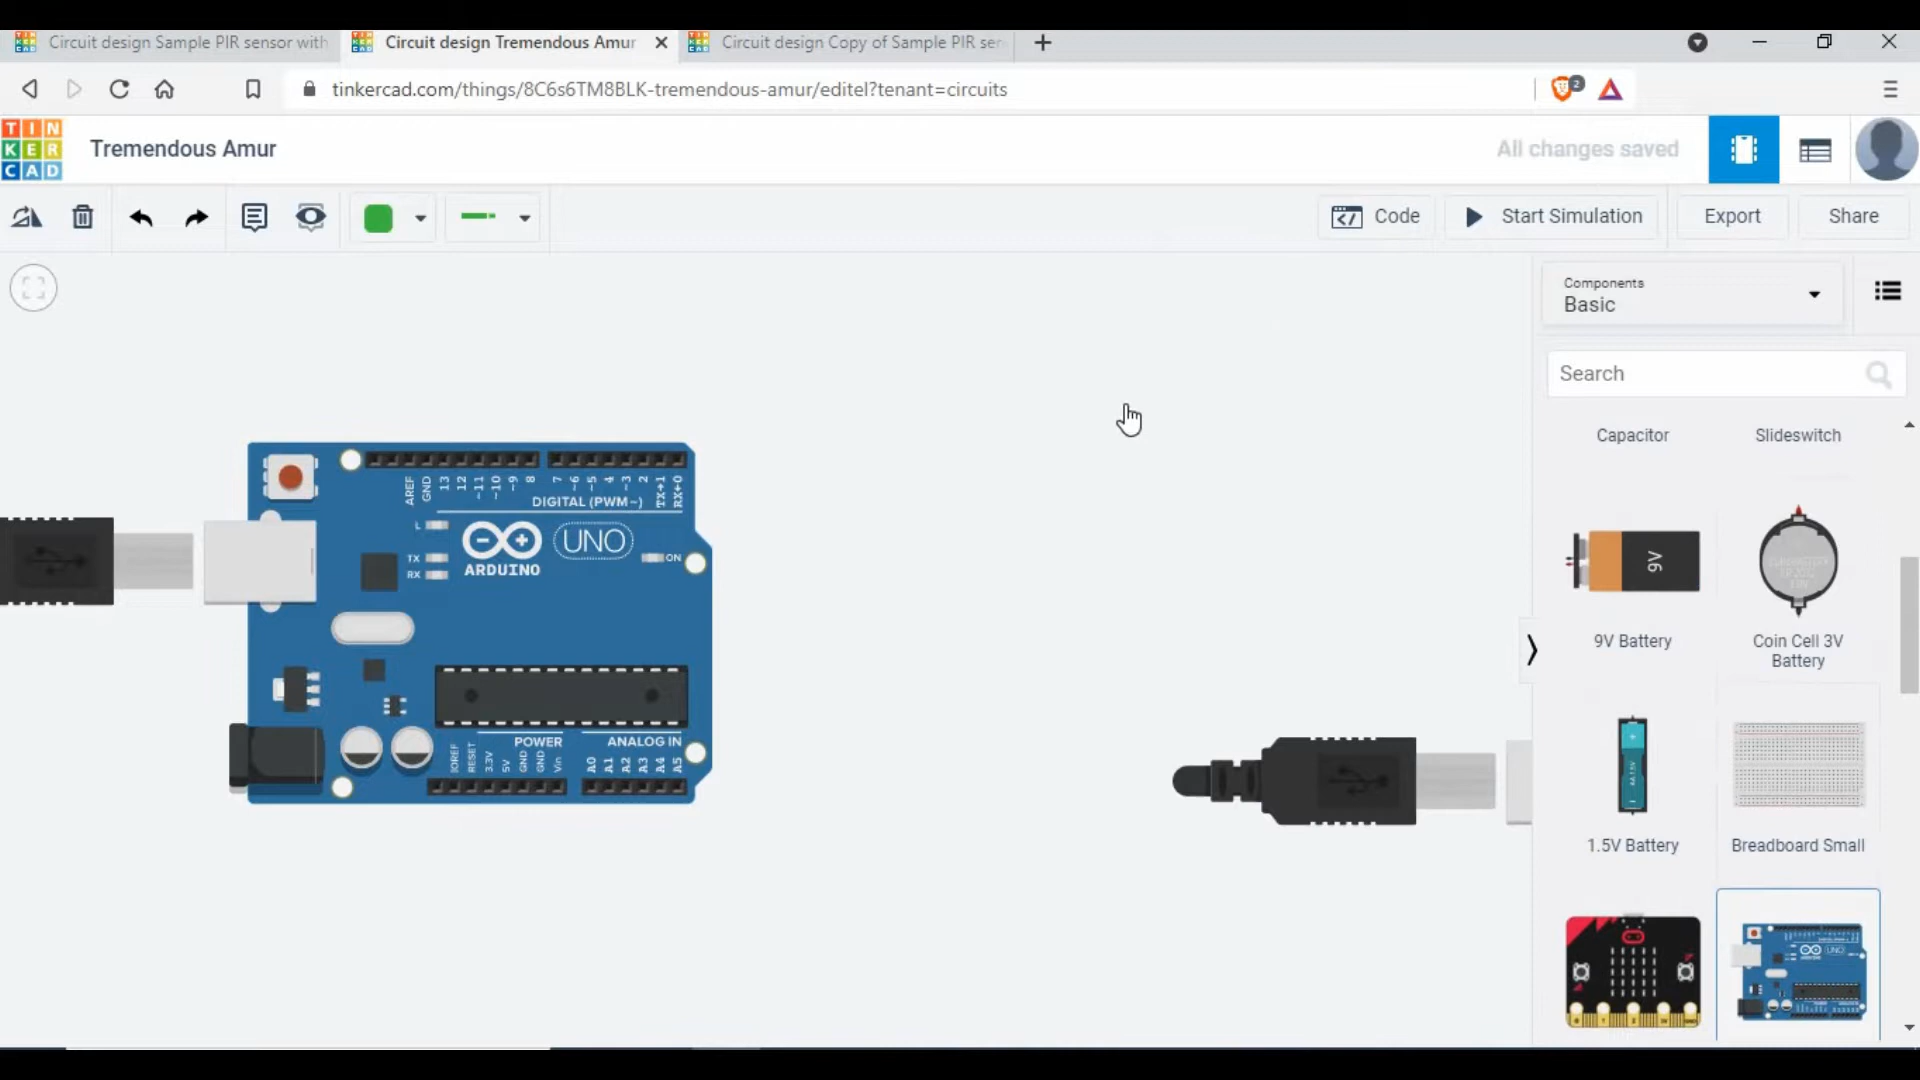 Circuit design Sample PIR sensor with
Circuit design Tremendous Amur
Circuit design Copy of Sample PIR sen
tinkercad.com/things/8C6s6TM8BLK-tremendous-amur/editel?tenant=circuits
2
TIN
KER
CAD
Tremendous Amur
All changes saved
Code
Start Simulation
Export
Share
Components
Basic
Search
Capacitor
Slideswitch
AREF
GND
13
12
~11
~10
~9
8
7
~6
~5
4
~3
2
TX→1
RX←0
DIGITAL (PWM~)
L
TX
RX
UNO
ARDUINO
ON
POWER
ANALOG IN
IOREF
RESET
3.3V
5V
GND
GND
Vin
A0
A1
A2
A3
A4
A5
9V
9V Battery
Coin Cell 3V
Battery
1.5V Battery
Breadboard Small